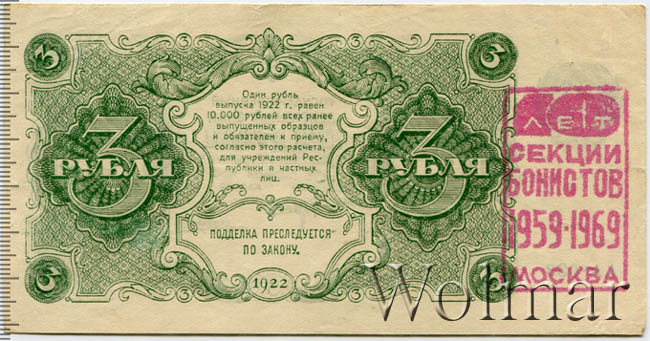 3 3
Один рубль
выпуска 1922 г. равен
10.000 рублей всех ранее
выпущенных образцов
и обязателен к приему,
согласно этого расчета,
для учреждений Рес-
публики и частных
лиц.
3 РУБЛЯ
3 РУБЛЯ
ПОДДЕЛКА ПРЕСЛЕДУЕТСЯ
ПО ЗАКОНУ.
3 1922 3
ЛЕТ
СЕКЦИИ
БОНИСТОВ
1959-1969
МОСКВА
Wolmar